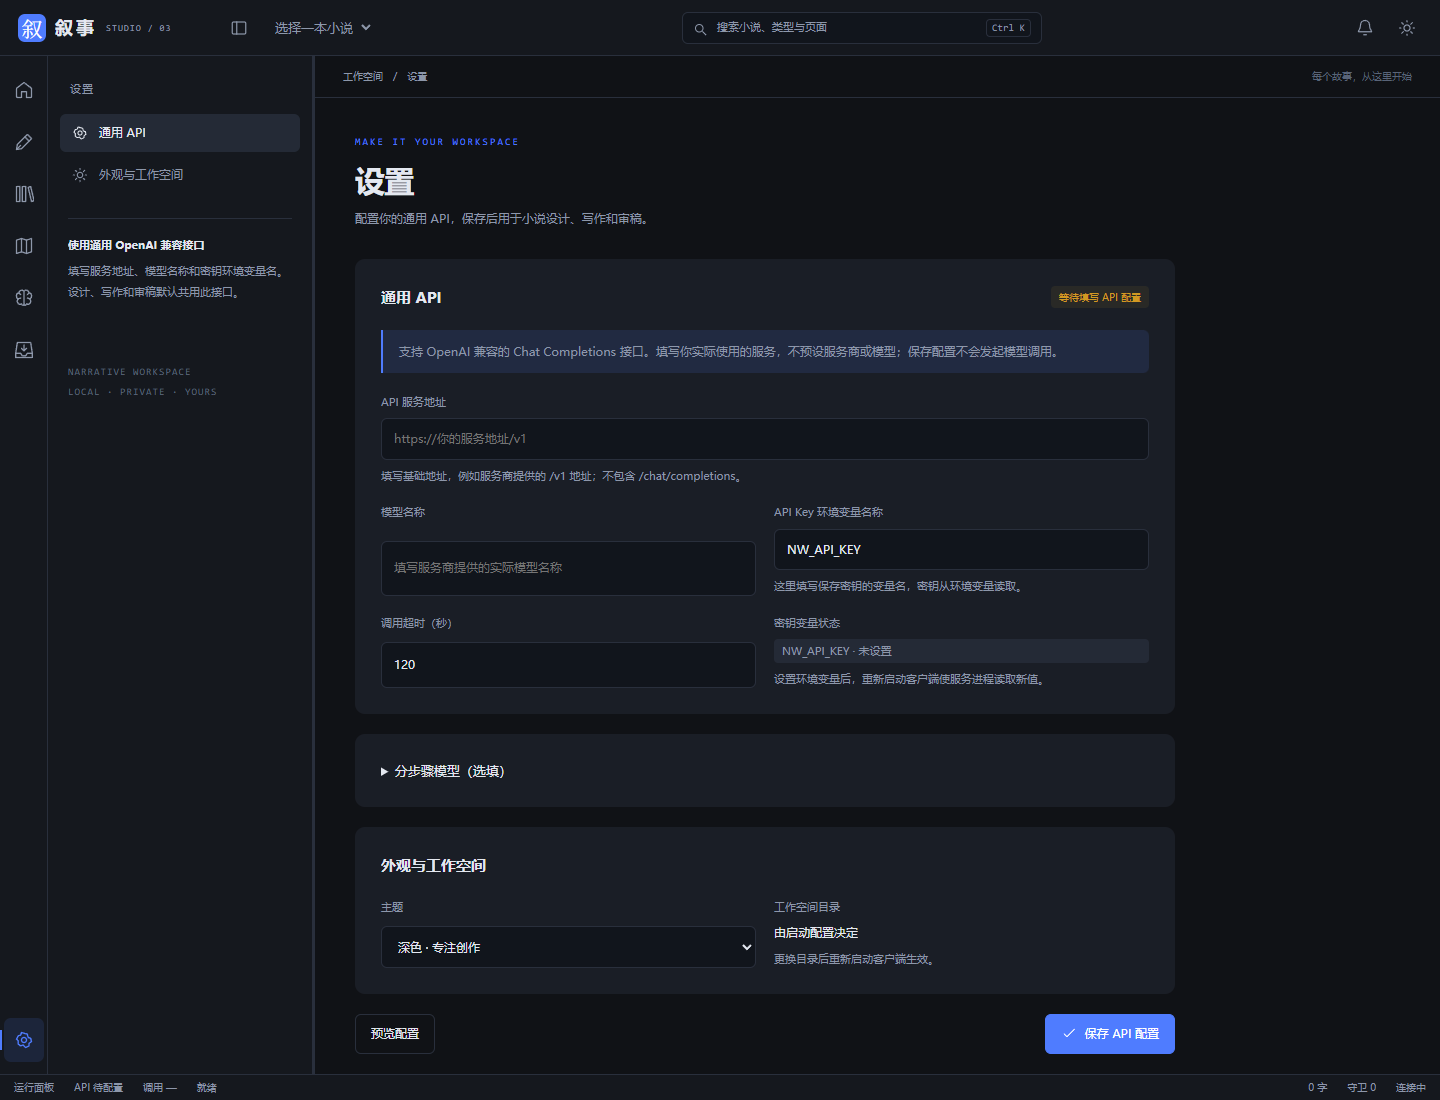 叙 叙事 STUDIO / 03
选择一本小说
搜索小说、类型与页面 Ctrl K
设置
通用 API
外观与工作空间
使用通用 OpenAI 兼容接口
填写服务地址、模型名称和密钥环境变量名。
设计、写作和审稿默认共用此接口。
NARRATIVE WORKSPACE
LOCAL · PRIVATE · YOURS
工作空间 / 设置
每个故事，从这里开始
MAKE IT YOUR WORKSPACE
设置
配置你的通用 API，保存后用于小说设计、写作和审稿。
通用 API
等待填写 API 配置
支持 OpenAI 兼容的 Chat Completions 接口。填写你实际使用的服务，不预设服务商或模型；保存配置不会发起模型调用。
API 服务地址
https://你的服务地址/v1
填写基础地址，例如服务商提供的 /v1 地址；不包含 /chat/completions。
模型名称
填写服务商提供的实际模型名称
API Key 环境变量名称
NW_API_KEY
这里填写保存密钥的变量名，密钥从环境变量读取。
调用超时（秒）
120
密钥变量状态
NW_API_KEY · 未设置
设置环境变量后，重新启动客户端使服务进程读取新值。
分步骤模型（选填）
外观与工作空间
主题
深色 · 专注创作
工作空间目录
由启动配置决定
更换目录后重新启动客户端生效。
预览配置
保存 API 配置
运行面板 API 待配置 调用 — 就绪
0 字 守卫 0 连接中